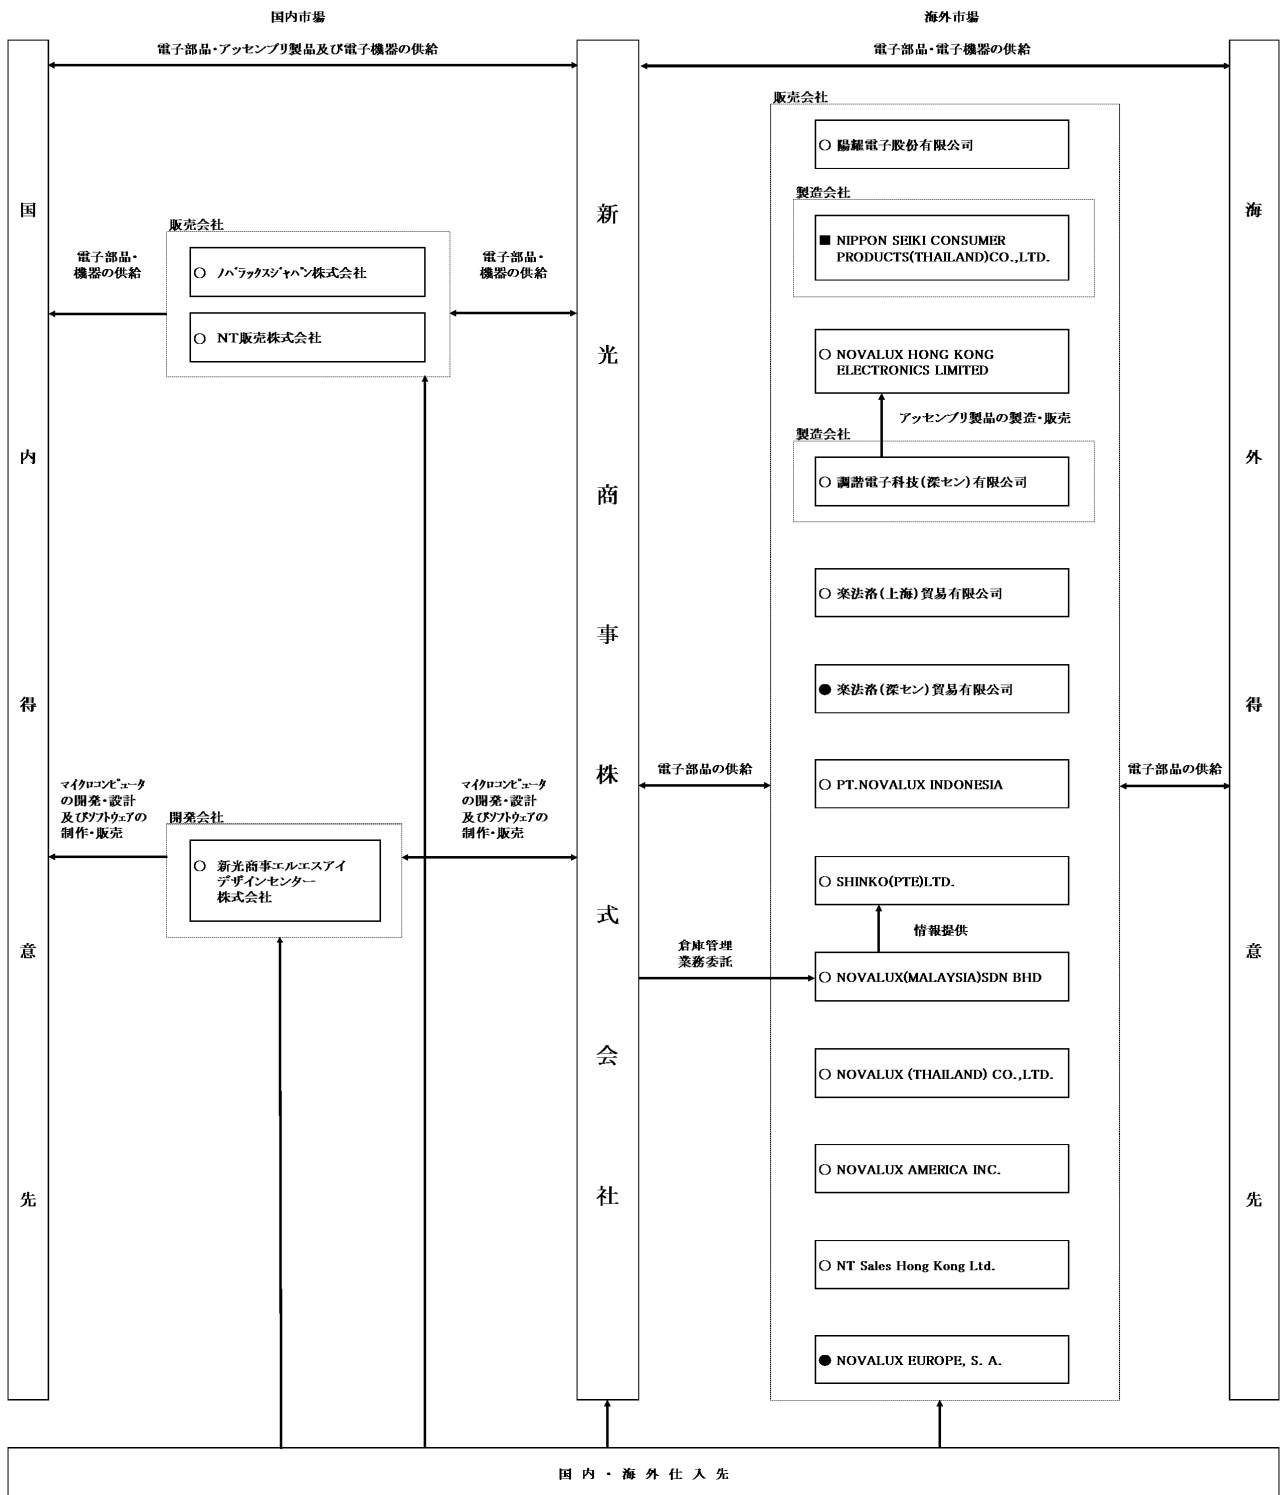 国内市場
海外市場
電子部品・アッセンブリ製品及び電子機器の供給
電子部品・電子機器の供給
国内得意先
販売会社
電子部品・
機器の供給
○ ﾉﾊﾞﾗｯｸｽｼﾞｬﾊﾟﾝ株式会社
○ NT販売株式会社
電子部品・
機器の供給
マイクロコンピュータ
の開発・設計
及びソフトウェアの
制作・販売
開発会社
○ 新光商事エルエスアイ
デザインセンター
株式会社
マイクロコンピュータ
の開発・設計
及びソフトウェアの
制作・販売
新光商事株式会社
電子部品の供給
倉庫管理
業務委託
販売会社
○ 陽耀電子股份有限公司
製造会社
■ NIPPON SEIKI CONSUMER
PRODUCTS(THAILAND)CO.,LTD.
○ NOVALUX HONG KONG
ELECTRONICS LIMITED
アッセンブリ製品の製造・販売
製造会社
○ 調諧電子科技(深セン)有限公司
○ 楽法洛(上海)貿易有限公司
● 楽法洛(深セン)貿易有限公司
○ PT.NOVALUX INDONESIA
○ SHINKO(PTE)LTD.
情報提供
○ NOVALUX(MALAYSIA)SDN BHD
○ NOVALUX (THAILAND) CO.,LTD.
○ NOVALUX AMERICA INC.
○ NT Sales Hong Kong Ltd.
● NOVALUX EUROPE, S. A.
電子部品の供給
海外得意先
国内・海外仕入先